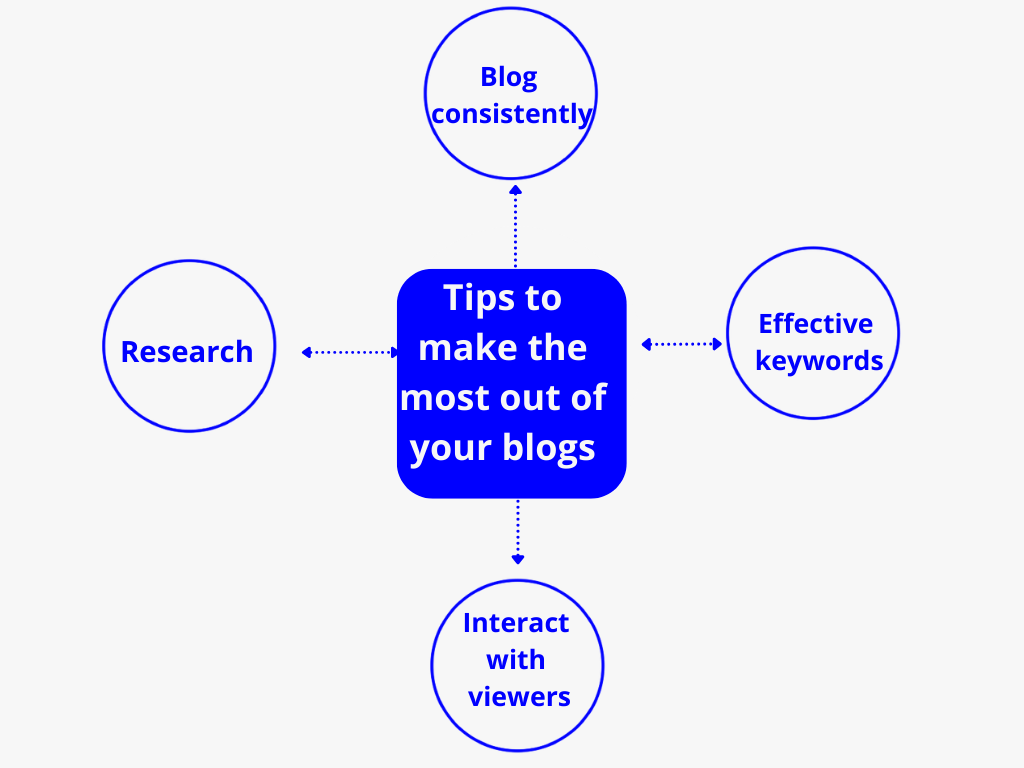 Blog
consistently
Tips to
make the
most out of
your blogs
Research
Effective
keywords
Interact
with
viewers